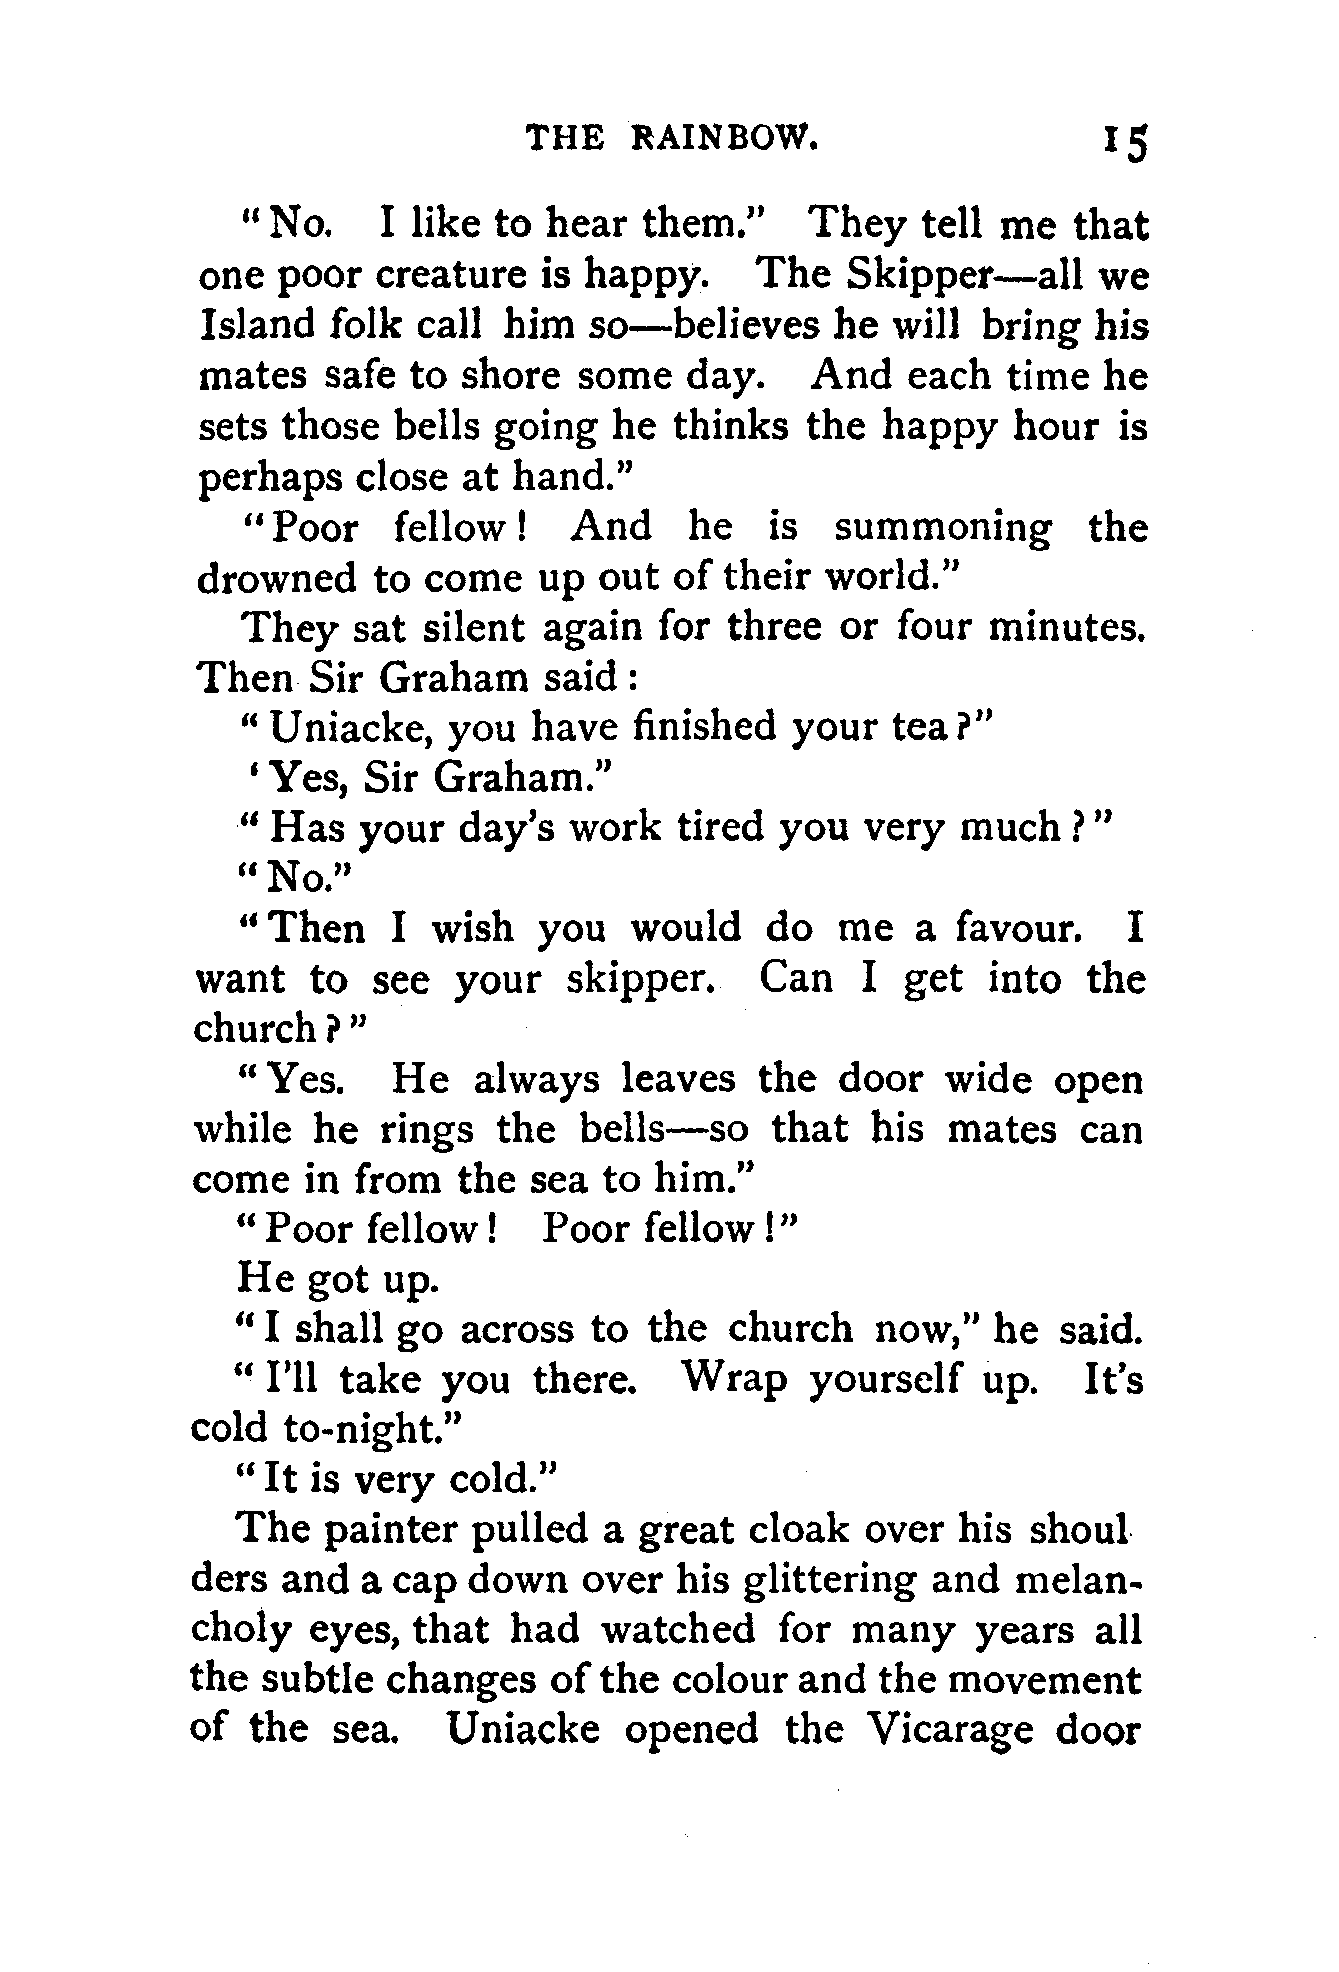 THE RAINBOW. 15
"No. I like to hear them." They tell me that
one poor creature is happy. The Skipper—all we
Island folk call him so—believes he will bring his
mates safe to shore some day. And each time he
sets those bells going he thinks the happy hour is
perhaps close at hand."
"Poor fellow! And he is summoning the
drowned to come up out of their world."
They sat silent again for three or four minutes.
Then Sir Graham said:
"Uniacke, you have finished your tea?"
'Yes, Sir Graham."
"Has your day's work tired you very much?"
"No."
"Then I wish you would do me a favour. I
want to see your skipper. Can I get into the
church?"
"Yes. He always leaves the door wide open
while he rings the bells—so that his mates can
come in from the sea to him."
"Poor fellow! Poor fellow!"
He got up.
"I shall go across to the church now," he said.
"I'll take you there. Wrap yourself up. It's
cold to-night."
"It is very cold."
The painter pulled a great cloak over his shoul
ders and a cap down over his glittering and melan-
choly eyes, that had watched for many years all
the subtle changes of the colour and the movement
of the sea. Uniacke opened the Vicarage door